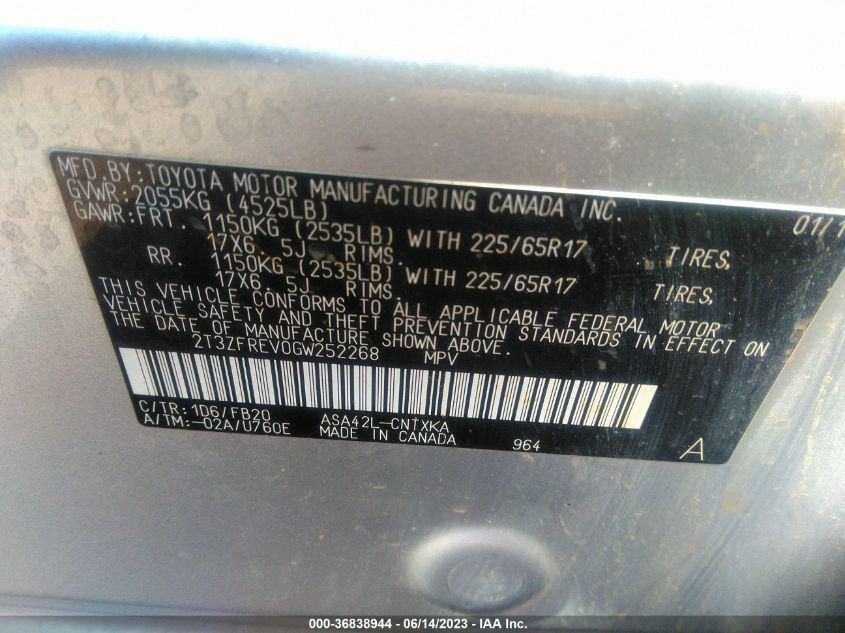 MFD. BY: TOYOTA MOTOR MANUFACTURING CANADA INC.
GVWR: 2055KG (4525LB) 01/1
GAWR: FRT. 1150KG (2535LB) WITH 225/65R17 TIRES.
17X6.5J RIMS.
RR. 1150KG (2535LB) WITH 225/65R17 TIRES.
17X6.5J RIMS.
THIS VEHICLE CONFORMS TO ALL APPLICABLE FEDERAL MOTOR
VEHICLE SAFETY AND THEFT PREVENTION STANDARDS IN EFFECT ON
THE DATE OF MANUFACTURE SHOWN ABOVE.
2T3ZFREV0GW252268 MPV
C/TR: 1D6/FB20 ASA42L-CNTXKA
A/TM: -02A/U760E MADE IN CANADA 964 A
000-36838944 - 06/14/2023 - IAA Inc.